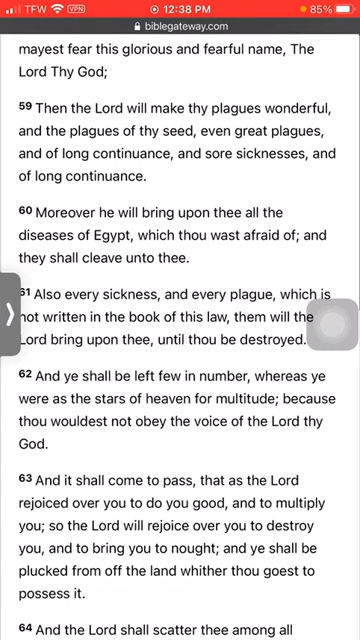 TFW VPN 12:38 PM 85%
biblegateway.com
mayest fear this glorious and fearful name, The
Lord Thy God;
59 Then the Lord will make thy plagues wonderful,
and the plagues of thy seed, even great plagues,
and of long continuance, and sore sicknesses, and
of long continuance.
60 Moreover he will bring upon thee all the
diseases of Egypt, which thou wast afraid of; and
they shall cleave unto thee.
61 Also every sickness, and every plague, which is
not written in the book of this law, them will the
Lord bring upon thee, until thou be destroyed.
62 And ye shall be left few in number, whereas ye
were as the stars of heaven for multitude; because
thou wouldest not obey the voice of the Lord thy
God.
63 And it shall come to pass, that as the Lord
rejoiced over you to do you good, and to multiply
you; so the Lord will rejoice over you to destroy
you, and to bring you to nought; and ye shall be
plucked from off the land whither thou goest to
possess it.
64 And the Lord shall scatter thee among all